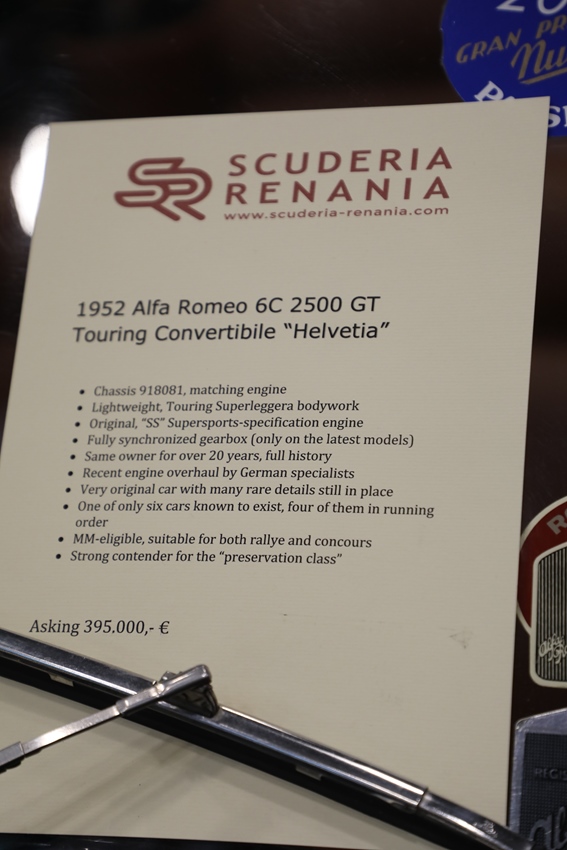 GRAN PR
SCUDERIA
RENANIA
www.scuderia-renania.com
1952 Alfa Romeo 6C 2500 GT
Touring Convertibile “Helvetia”
• Chassis 918081, matching engine
• Lightweight, Touring Superleggera bodywork
• Original, “SS” Supersports-specification engine
• Fully synchronized gearbox (only on the latest models)
• Same owner for over 20 years, full history
• Recent engine overhaul by German specialists
• Very original car with many rare details still in place
• One of only six cars known to exist, four of them in running
order
• MM-eligible, suitable for both rallye and concours
• Strong contender for the “preservation class”
Asking 395.000,- €